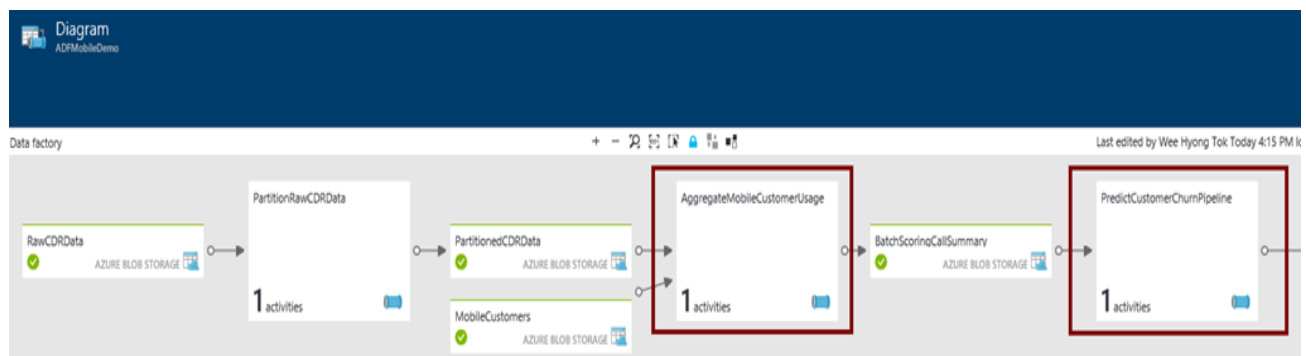 Diagram
ADFMobileDemo
Data factory
Last edited by Wee Hyong Tok Today 4:15 PM
PartitionRawCDRData
1 activities
RawCDRData
AZURE BLOB STORAGE
PartitionedCDRData
AZURE BLOB STORAGE
MobileCustomers
AZURE BLOB STORAGE
AggregateMobileCustomerUsage
1 activities
BatchScoringCallSummary
AZURE BLOB STORAGE
PredictCustomerChurnPipeline
1 activities